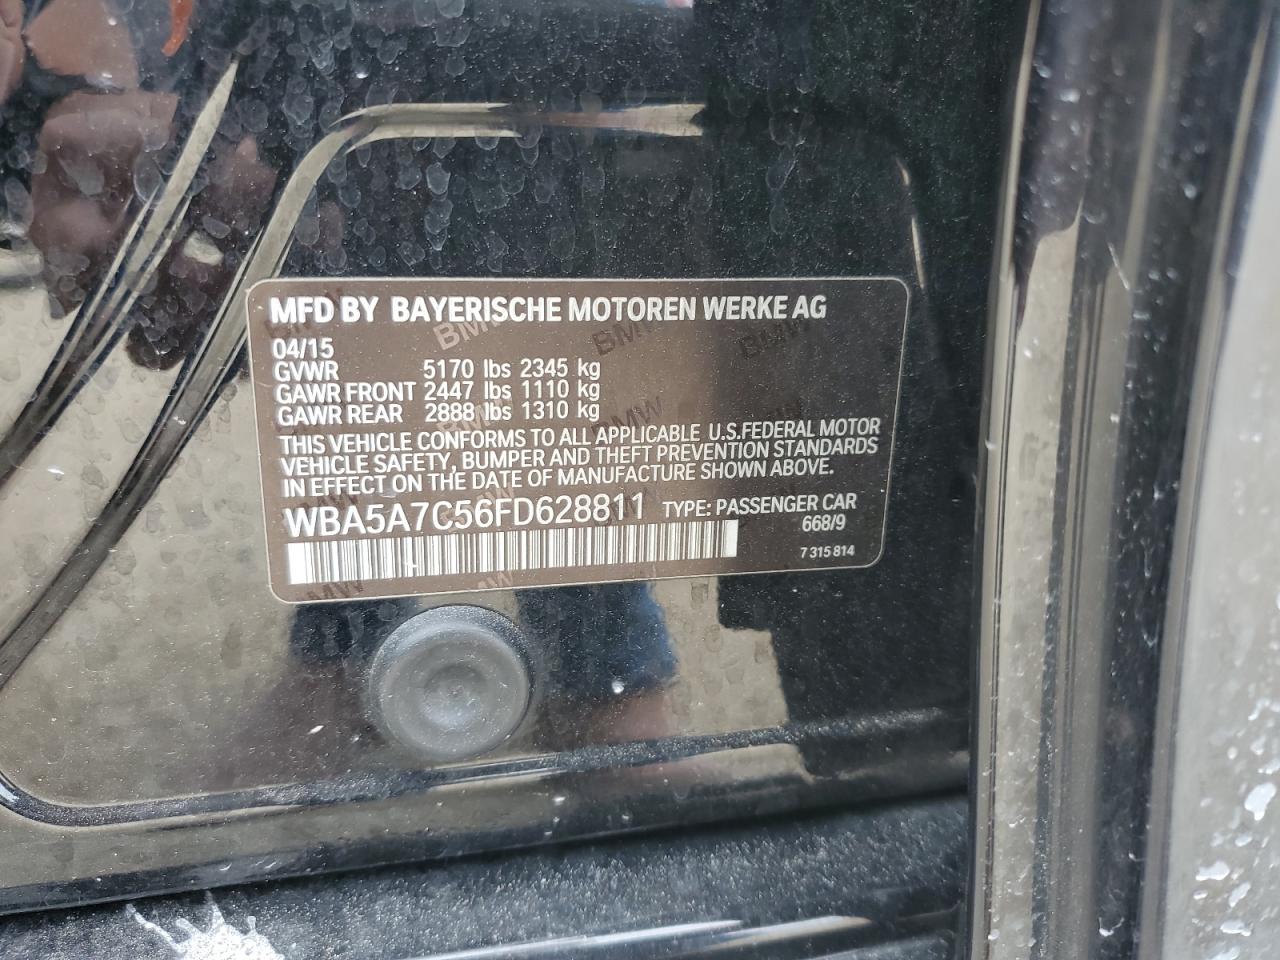 MFD BY BAYERISCHE MOTOREN WERKE AG
04/15
GVWR 5170 lbs 2345 kg
GAWR FRONT 2447 lbs 1110 kg
GAWR REAR 2888 lbs 1310 kg
THIS VEHICLE CONFORMS TO ALL APPLICABLE U.S.FEDERAL MOTOR
VEHICLE SAFETY, BUMPER AND THEFT PREVENTION STANDARDS
IN EFFECT ON THE DATE OF MANUFACTURE SHOWN ABOVE.
WBA5A7C56FD628811 TYPE: PASSENGER CAR
668/9
7 315 814